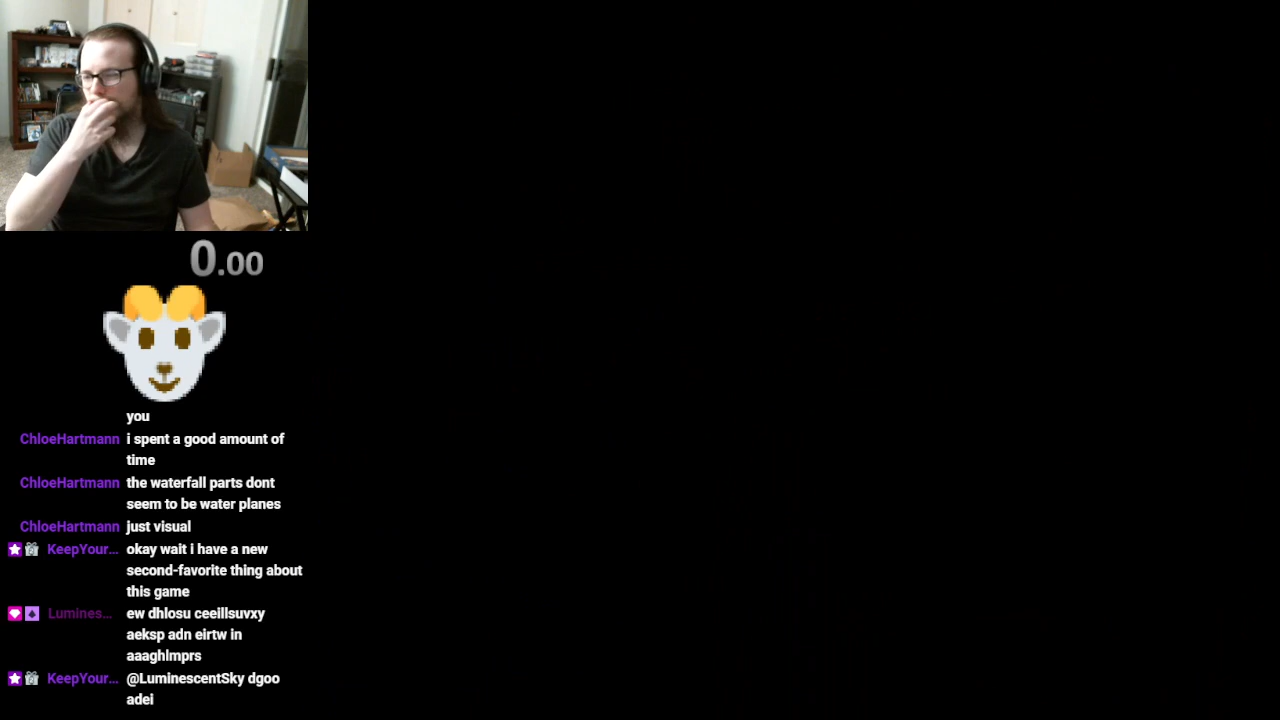 0.00
you
ChloeHartmann i spent a good amount of
time
ChloeHartmann the waterfall parts dont
seem to be water planes
ChloeHartmann just visual
KeepYour... okay wait i have a new
second-favorite thing about
this game
Lumines... ew dhlosu ceeillsuvxy
aeksp adn eirtw in
aaaghlmprs
KeepYour... @LuminescentSky dgoo
adei